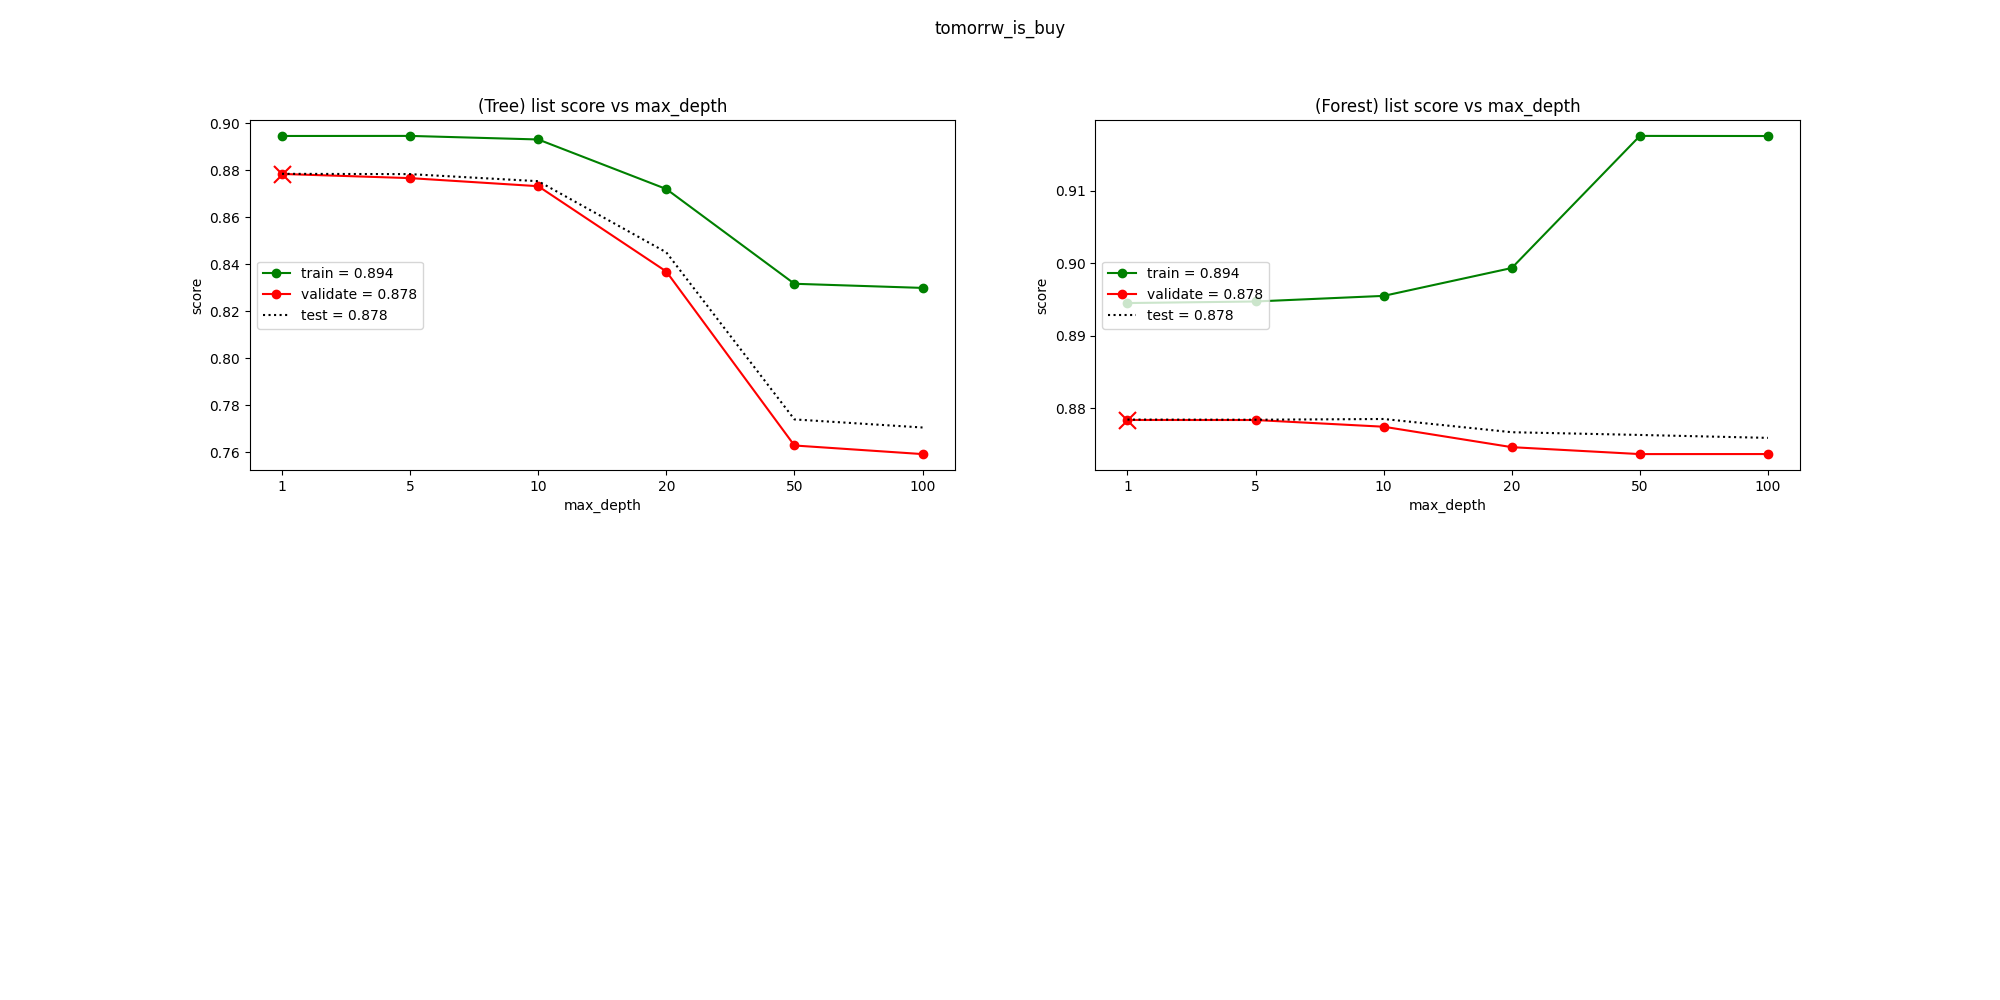 tomorrw_is_buy
(Tree) list score vs max_depth
0.90
0.88
0.86
0.84
0.82
0.80
0.78
0.76
score
train = 0.894
validate = 0.878
test = 0.878
1 5 10 20 50 100
max_depth
(Forest) list score vs max_depth
0.91
0.90
0.89
0.88
score
train = 0.894
validate = 0.878
test = 0.878
1 5 10 20 50 100
max_depth